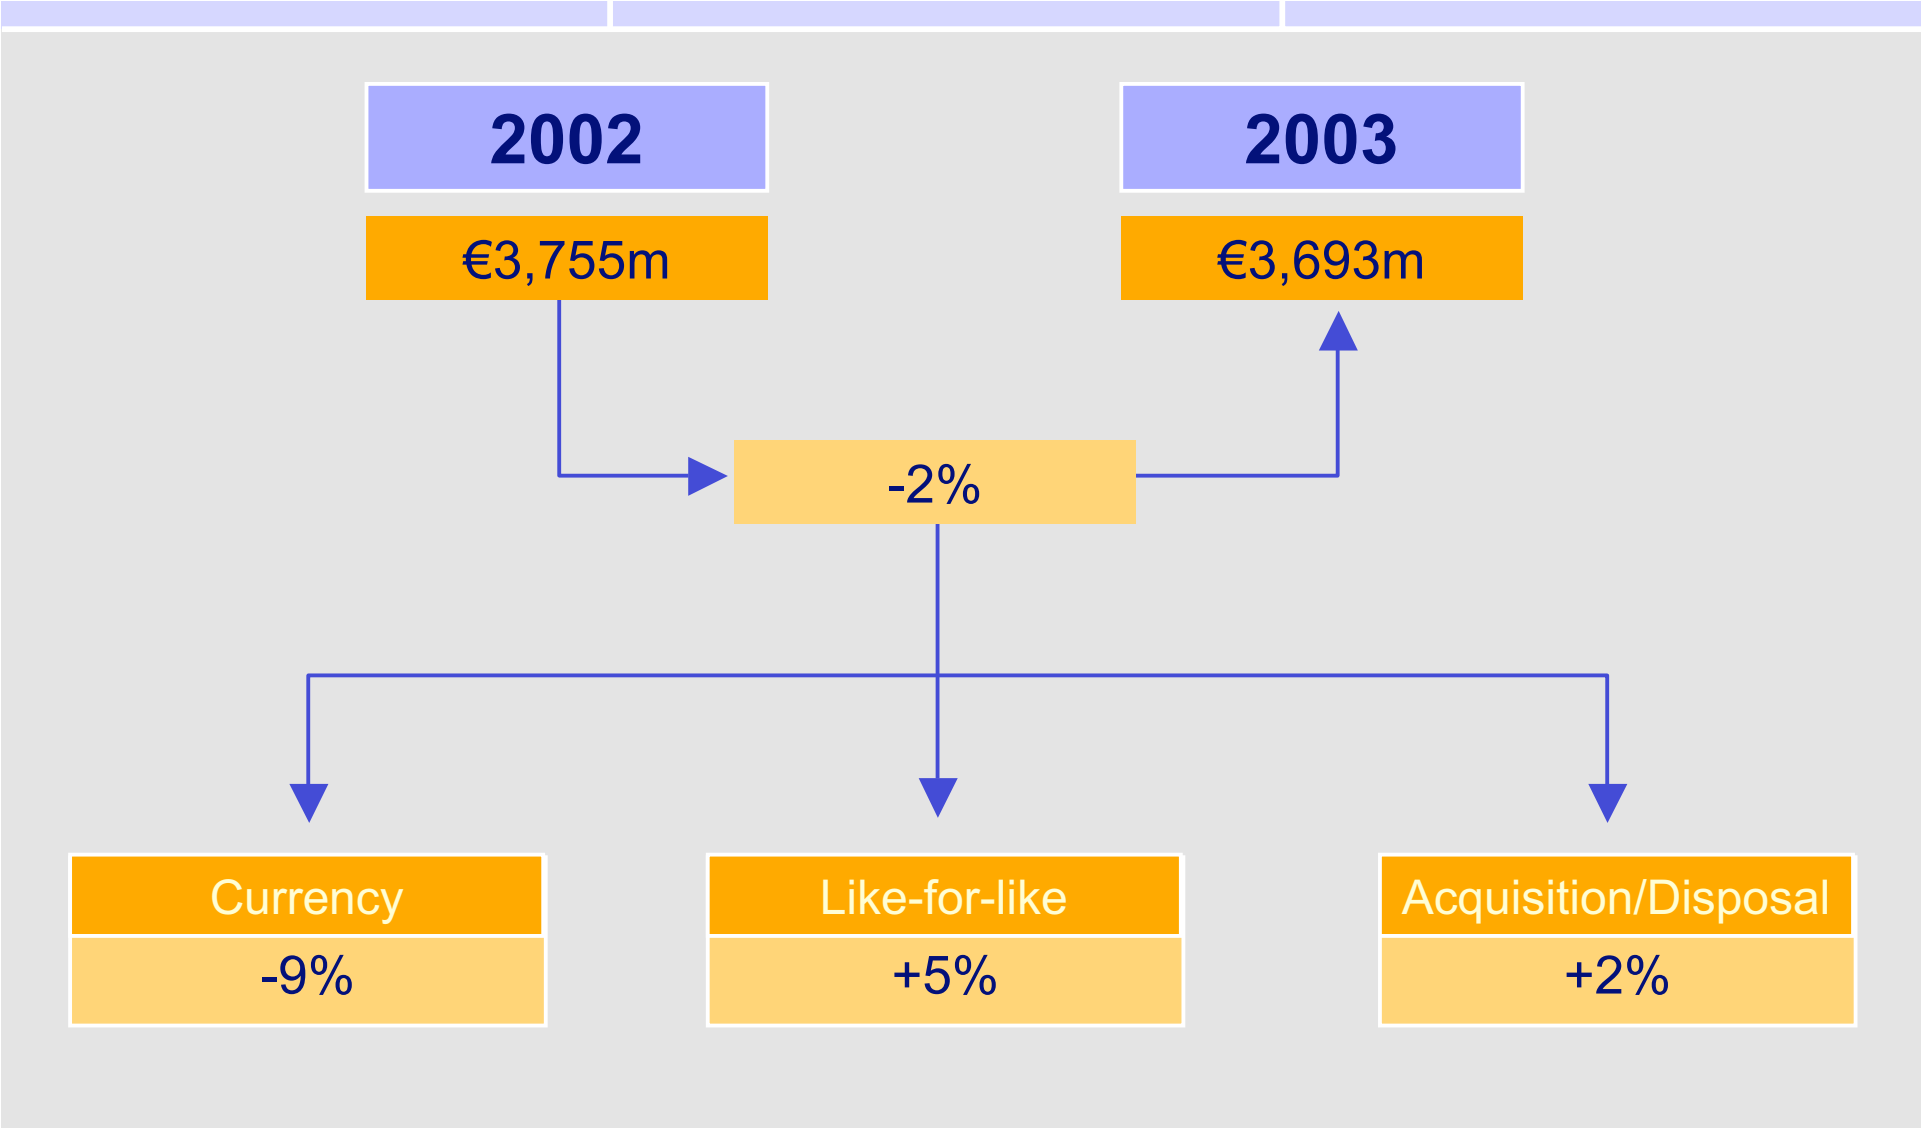 2002
2003
€3,755m
€3,693m
-2%
Currency
Like-for-like
Acquisition/Disposal
-9%
+5%
+2%